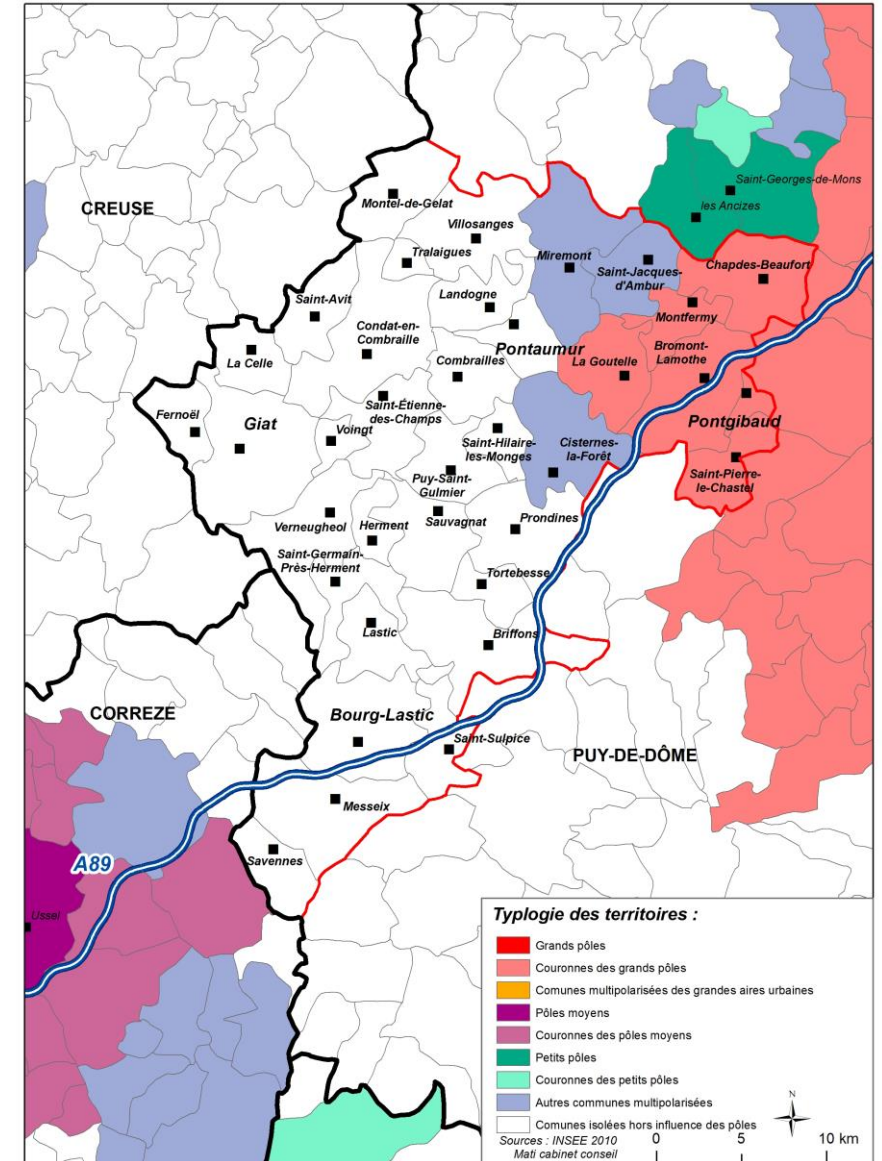 Saint-Georges-de-Mons
les Ancizes
CREUSE
Montel-de-Gelat
Villosanges
Tralaigues
Miremont
Saint-Jacques-
d'Ambur
Chapdes-Beaufort
Saint-Avit
Landogne
Montfermy
Condat-en-
Combraille
Pontaumur
Bromont-
Lamothe
La Celle
Combrailles
La Goutelle
Saint-Étienne-
des-Champs
Fernoël
Giat
Voingt
Saint-Hilaire-
les-Monges
Cisternes-
la-Forêt
Pontgibaud
Puy-Saint-
Gulmier
Saint-Pierre-
le-Chastel
Verneugheol
Herment
Sauvagnat
Prondines
Saint-Germain-
Près-Herment
Tortebesse
Lastic
Briffons
CORREZE
Bourg-Lastic
Saint-Sulpice
PUY-DE-DÔME
Messeix
Savennes
A89
Ussel
Typlogie des territoires :
Grands pôles
Couronnes des grands pôles
Comunes multipolarisées des grandes aires urbaines
Pôles moyens
Couronnes des pôles moyens
Petits pôles
Couronnes des petits pôles
Autres communes multipolarisées
Comunes isolées hors influence des pôles
N
Sources : INSEE 2010
Mati cabinet conseil
0 5 10 km